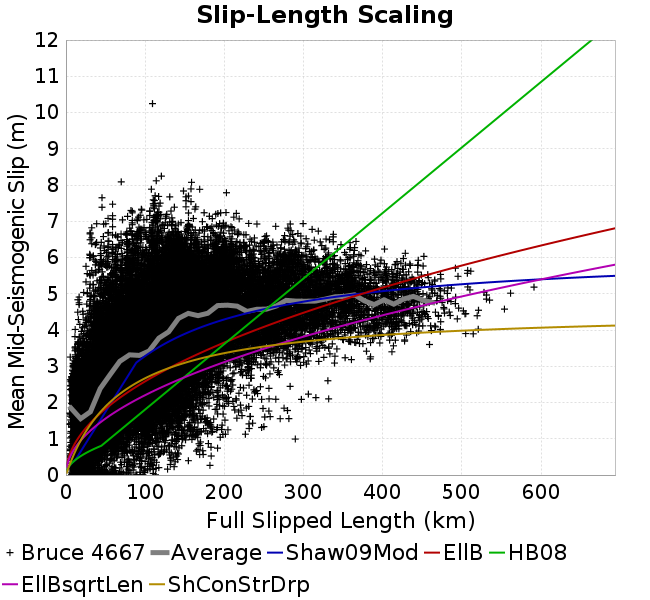 Slip-Length Scaling
Mean Mid-Seismogenic Slip (m)
12
11
10
9
8
7
6
5
4
3
2
1
0
0 100 200 300 400 500 600
Full Slipped Length (km)
Bruce 4667 Average Shaw09Mod EllB HB08
EllBsqrtLen ShConStrDrp